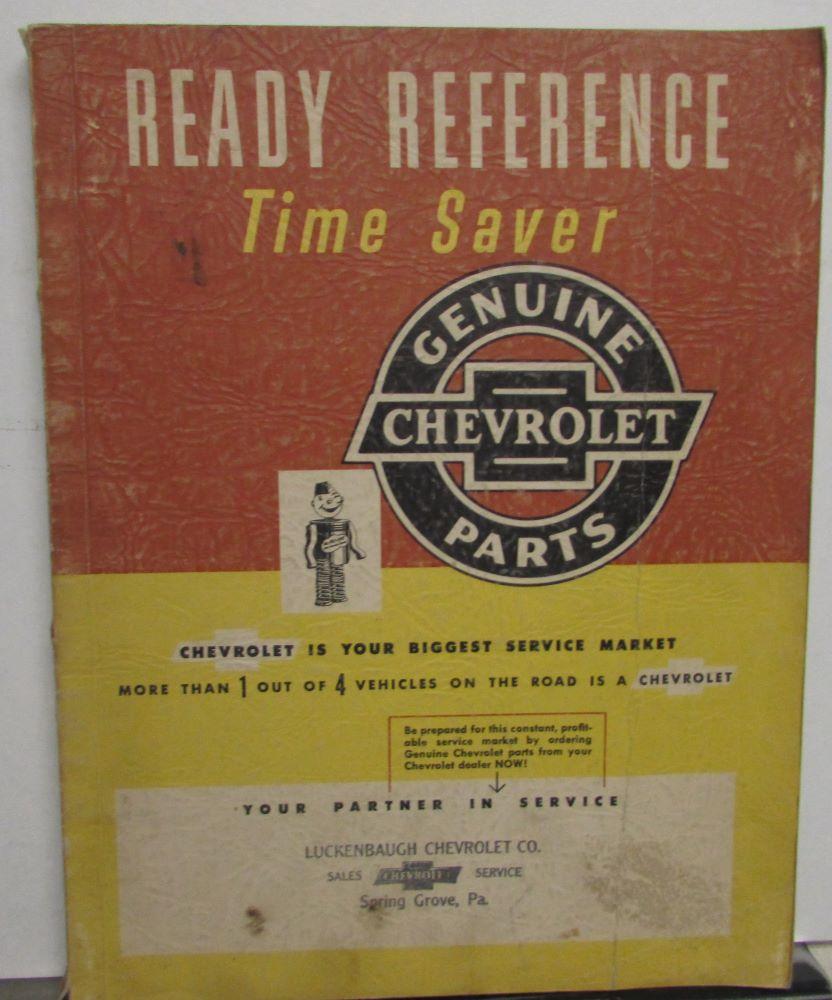 READY REFERENCE
Time Saver
GENUINE
CHEVROLET
PARTS
CHEVROLET IS YOUR BIGGEST SERVICE MARKET
MORE THAN 1 OUT OF 4 VEHICLES ON THE ROAD IS A CHEVROLET
Be prepared for this constant, profit-
able service market by ordering
Genuine Chevrolet parts from your
Chevrolet dealer NOW!
YOUR PARTNER IN SERVICE
LUCKENBAUGH CHEVROLET CO.
SALES CHEVROLET SERVICE
Spring Grove, Pa.